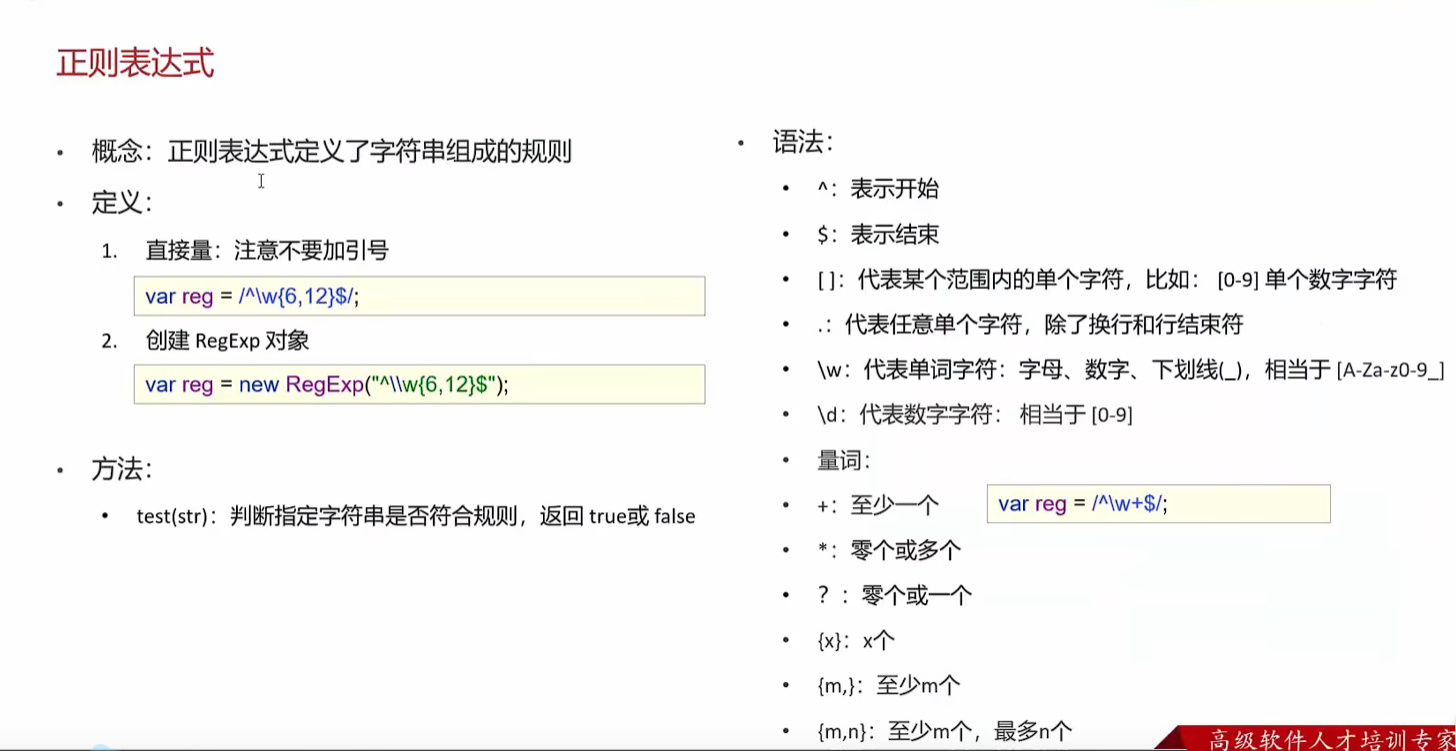 正则表达式
• 概念：正则表达式定义了字符串组成的规则
• 定义：
1. 直接量：注意不要加引号
var reg = /^\w{6,12}$/;
2. 创建 RegExp 对象
var reg = new RegExp("^\\w{6,12}$");
• 方法：
• test(str)：判断指定字符串是否符合规则，返回 true或 false
• 语法：
• ^：表示开始
• $：表示结束
• [ ]：代表某个范围内的单个字符，比如： [0-9] 单个数字字符
• .：代表任意单个字符，除了换行和行结束符
• \w：代表单词字符：字母、数字、下划线(_)，相当于 [A-Za-z0-9_]
• \d：代表数字字符： 相当于 [0-9]
• 量词：
• +：至少一个
var reg = /^\w+$/;
• *：零个或多个
• ？：零个或一个
• {x}：x个
• {m,}：至少m个
• {m,n}：至少m个，最多n个
高级软件人才培训专家